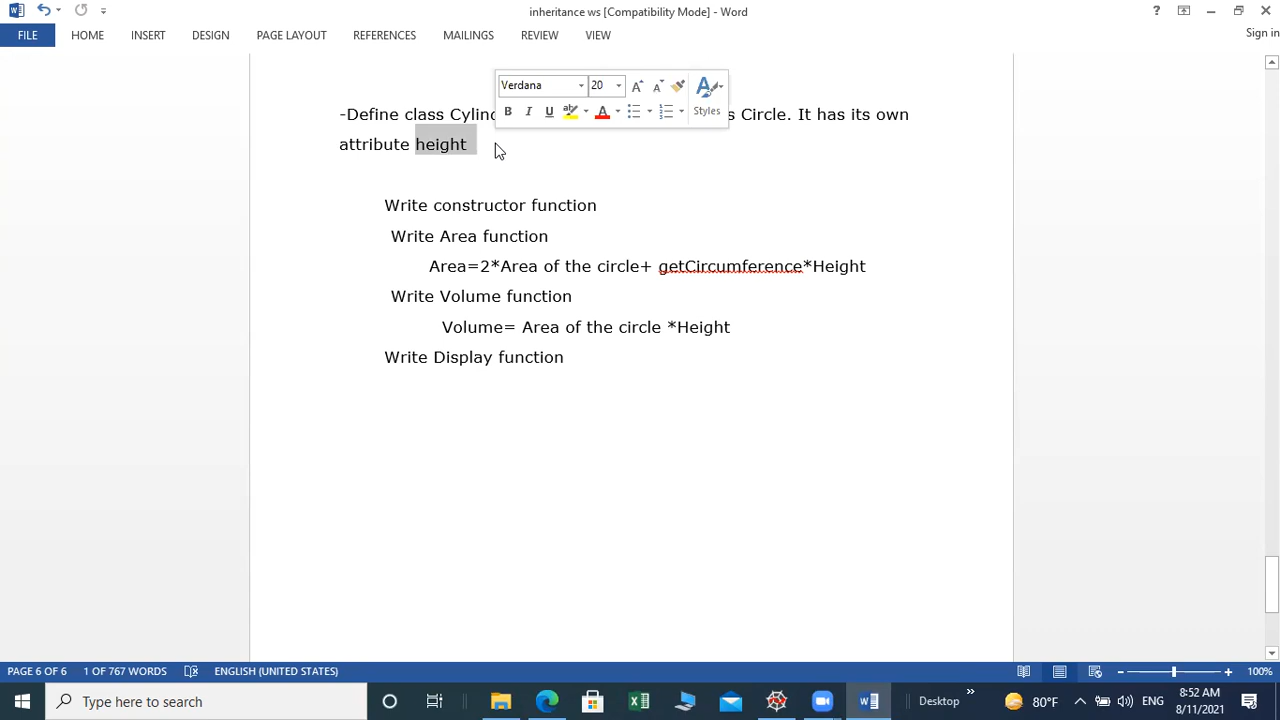 inheritance ws [Compatibility Mode] - Word
?
Sign in
FILE HOME INSERT DESIGN PAGE LAYOUT REFERENCES MAILINGS REVIEW VIEW
Verdana 20
B I U Styles
-Define class Cylin s Circle. It has its own
attribute height
Write constructor function
Write Area function
Area=2*Area of the circle+ getCircumference*Height
Write Volume function
Volume= Area of the circle *Height
Write Display function
PAGE 6 OF 6 1 OF 767 WORDS ENGLISH (UNITED STATES) 100%
Type here to search
Desktop
80°F
ENG
8:52 AM
8/11/2021